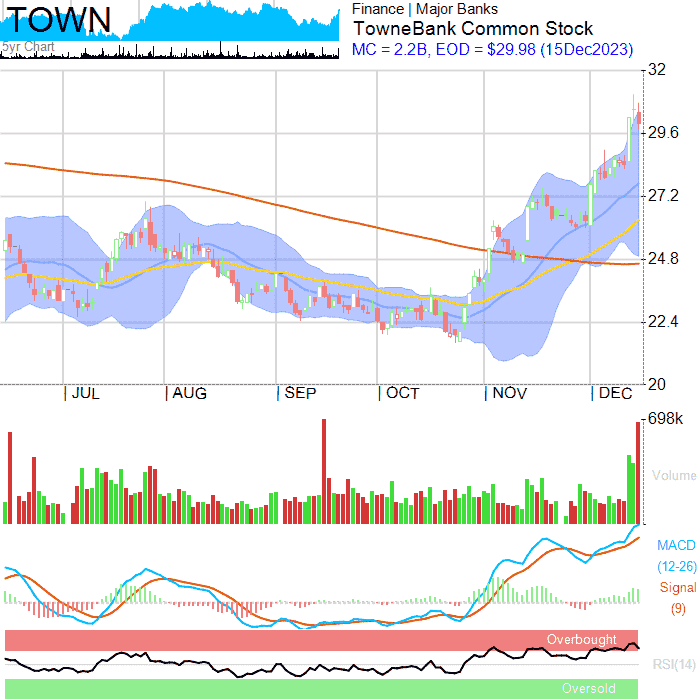 TOWN
5yr Chart
Finance | Major Banks
TowneBank Common Stock
MC = 2.2B, EOD = $29.98 (15Dec2023)
32
29.6
27.2
24.8
22.4
20
| JUL | AUG | SEP | OCT | NOV | DEC
698k
Volume
MACD
(12-26)
Signal
(9)
Overbought
RSI(14)
Oversold